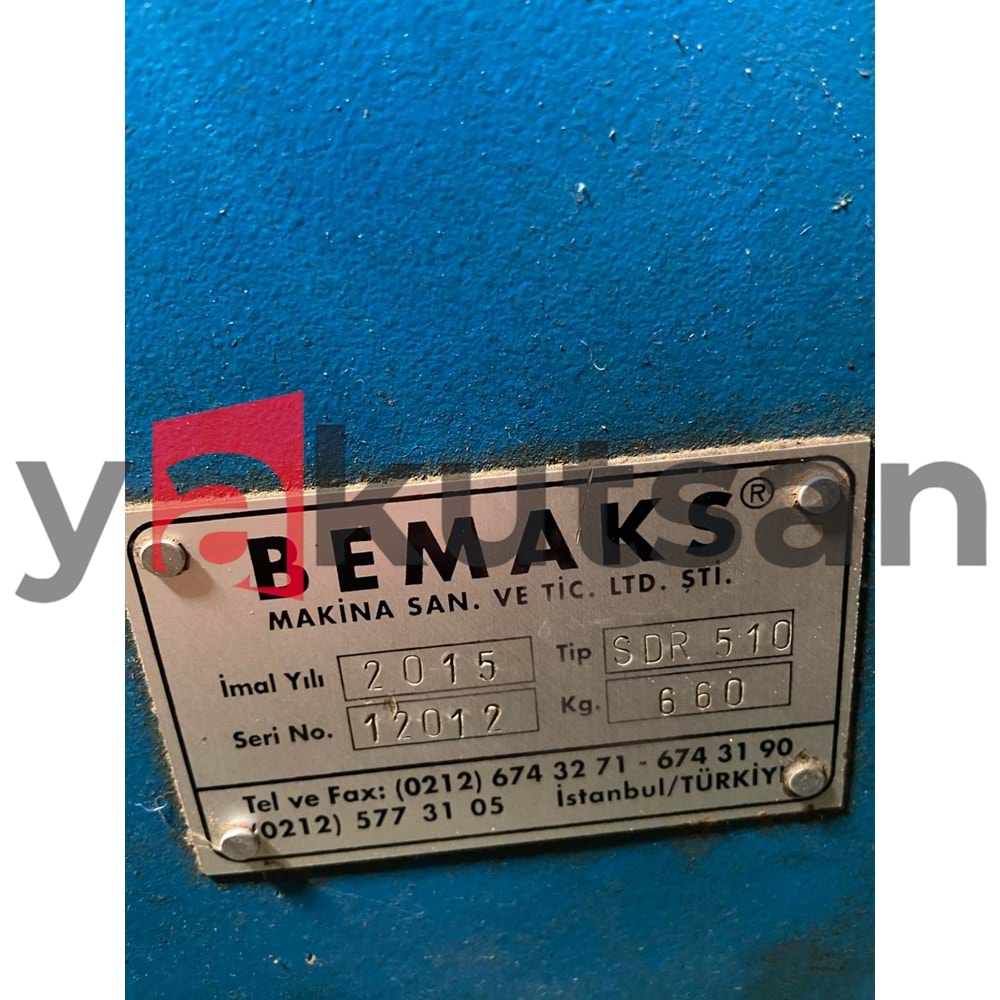 yakutsan
BEMAKS®
MAKİNA SAN. VE TİC. LTD. ŞTİ.
İmal Yılı 2015 Tip SDR 510
Seri No. 12012 Kg. 660
Tel ve Fax: (0212) 674 32 71 - 674 31 90
(0212) 577 31 05 İstanbul/TÜRKİY